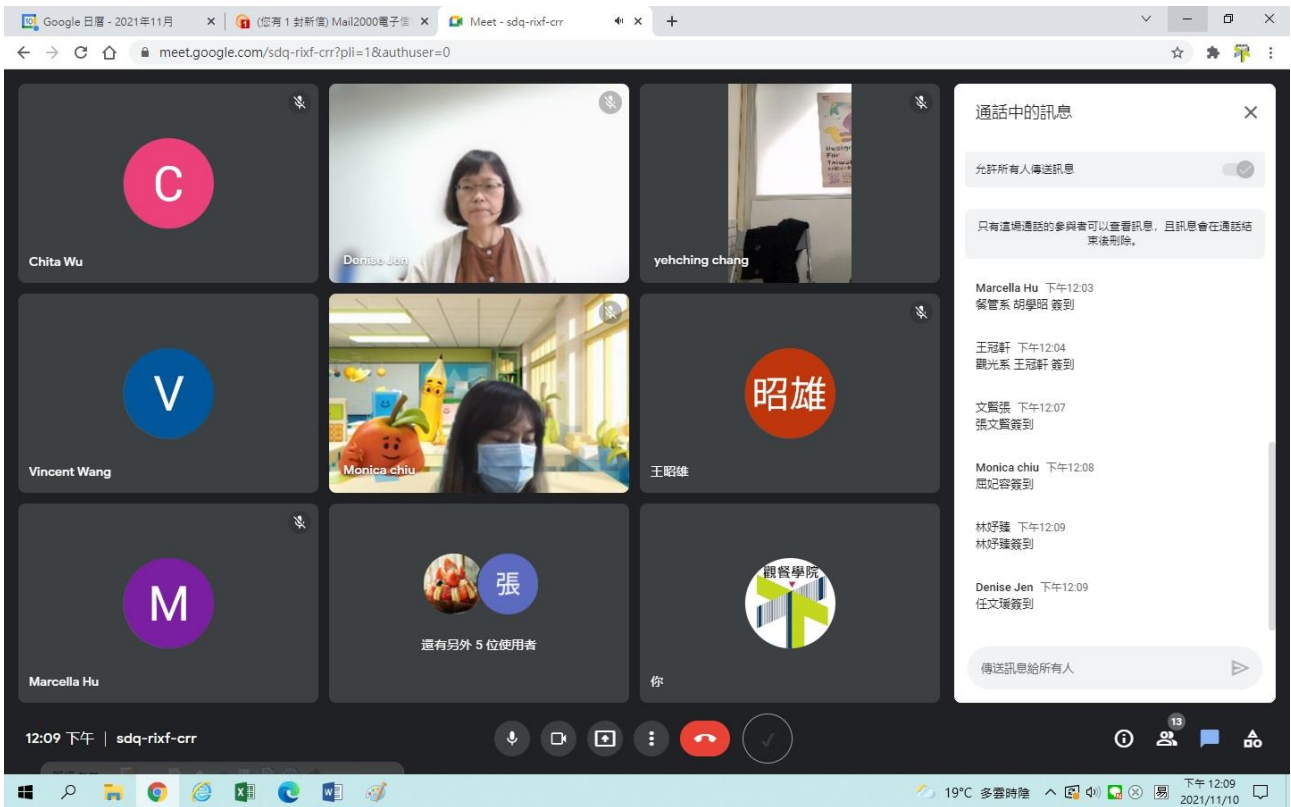 Google 日曆 - 2021年11月
(您有 1 封新信) Mail2000電子信
Meet - sdq-rixf-crr
meet.google.com/sdq-rixf-crr?pli=1&authuser=0
C
Chita Wu
Denise Jen
Design
For
Taiwan
yehching chang
V
Vincent Wang
Monica chiu
昭雄
王昭雄
M
Marcella Hu
張
還有另外 5 位使用者
觀餐學院
你
通話中的訊息
允許所有人傳送訊息
只有這場通話的參與者可以查看訊息，且訊息會在通話結
束後刪除。
Marcella Hu 下午12:03
餐管系 胡學昭 簽到
王冠軒 下午12:04
觀光系 王冠軒 簽到
文賢張 下午12:07
張文賢簽到
Monica chiu 下午12:08
屈妃容簽到
林妤臻 下午12:09
林妤臻簽到
Denise Jen 下午12:09
任文瑗簽到
傳送訊息給所有人
12:09 下午 | sdq-rixf-crr
13
19°C 多雲時陰
易
下午 12:09
2021/11/10